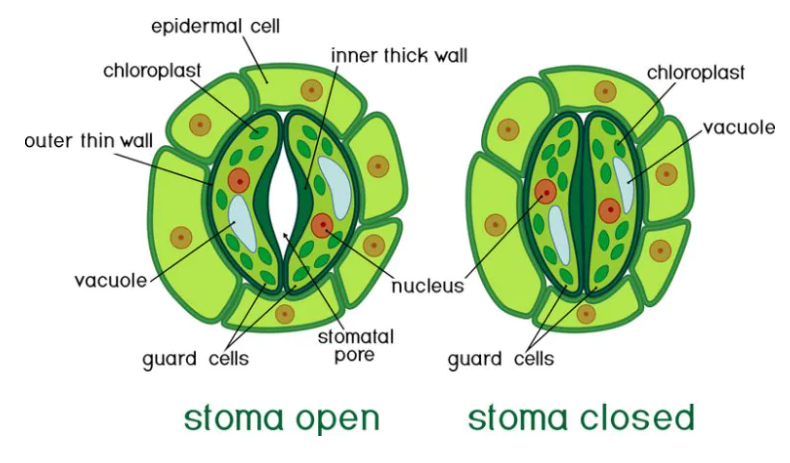 epidermal cell
chloroplast
inner thick wall
outer thin wall
vacuole
nucleus
stomatal
pore
guard cells
stoma open
chloroplast
vacuole
guard cells
stoma closed